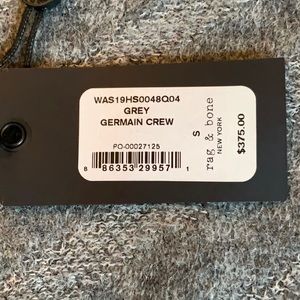 WAS19HS0048Q04
GREY
GERMAIN CREW
PO-00027125
8 86353 29957 1
S
rag & bone
NEW YORK
$375.00